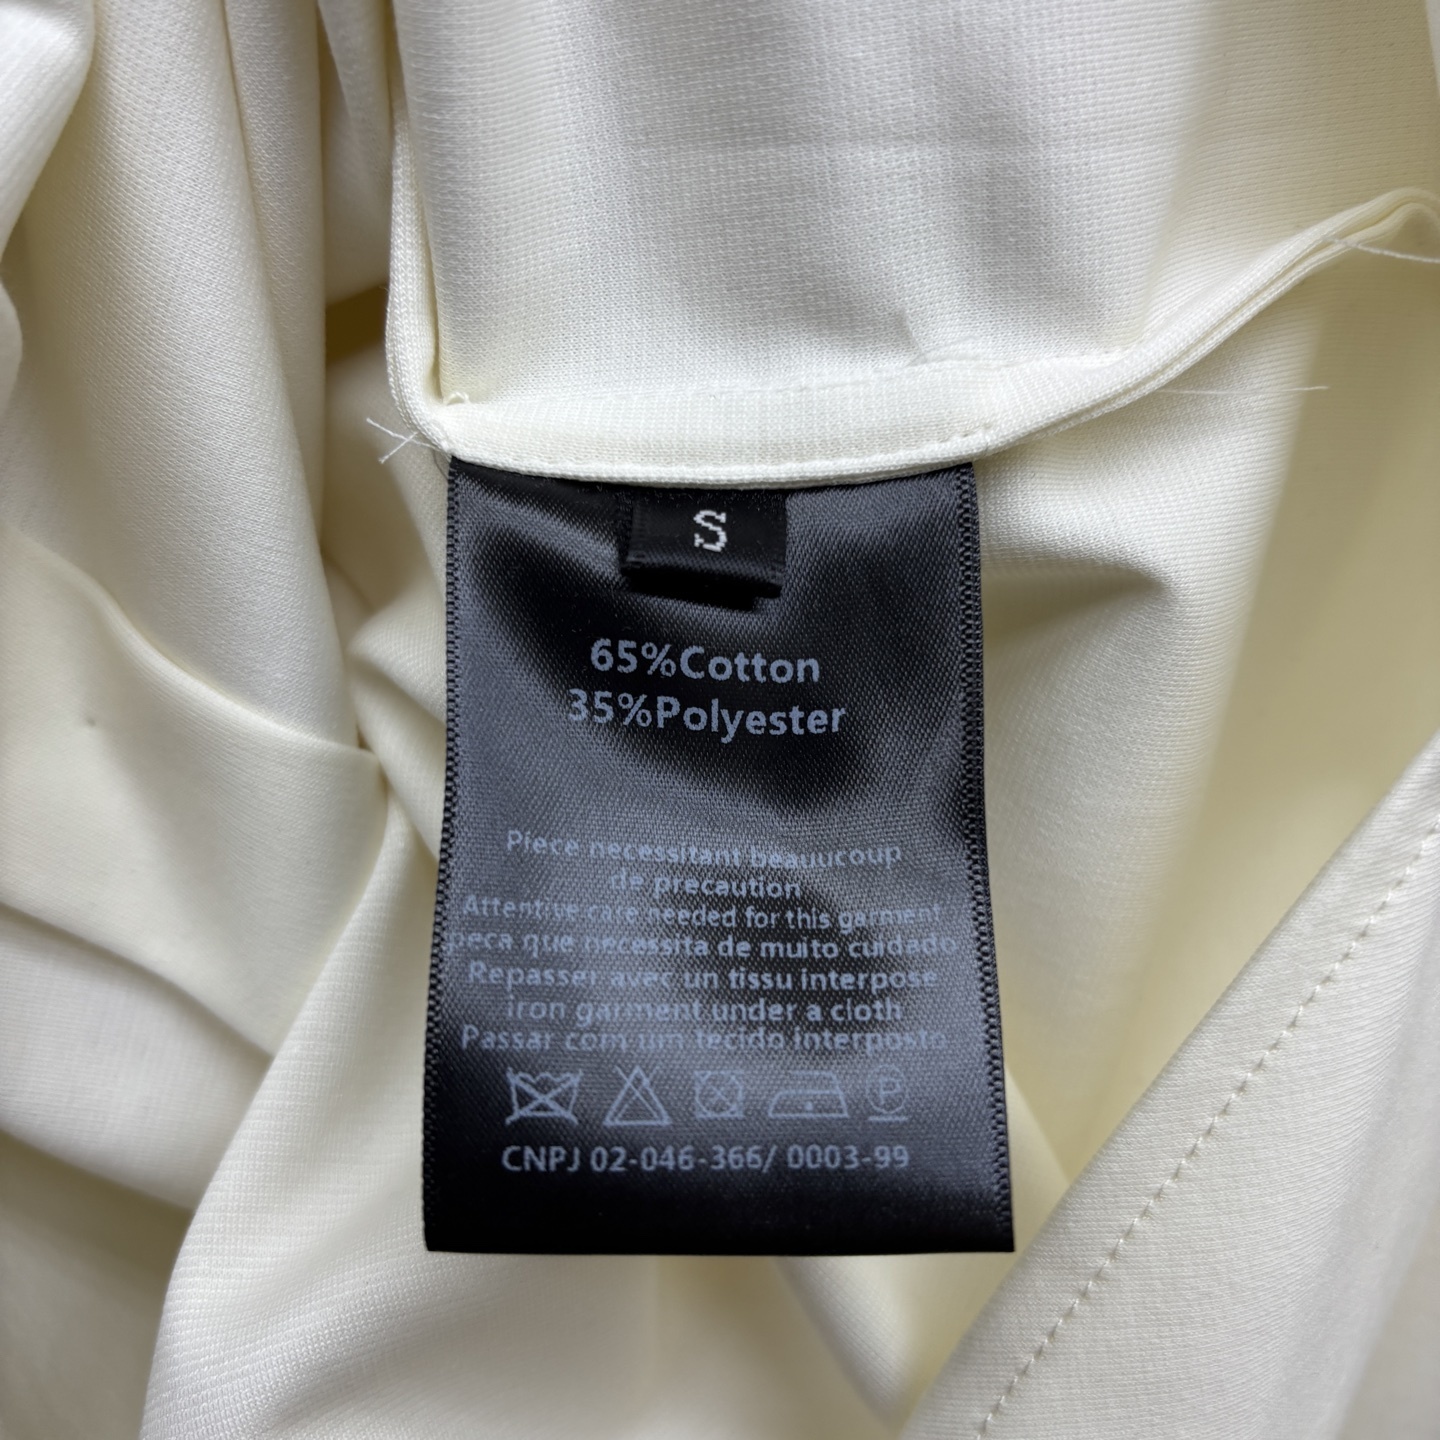 S
65%Cotton
35%Polyester
Piece necessitant beauucoup
de precaution
Attentive care needed for this garment
peca que necessita de muito cuidado
Repasser avec un tissu interpose
iron garment under a cloth
Passar com um tecido interposto
P
CNPJ 02-046-366/ 0003-99